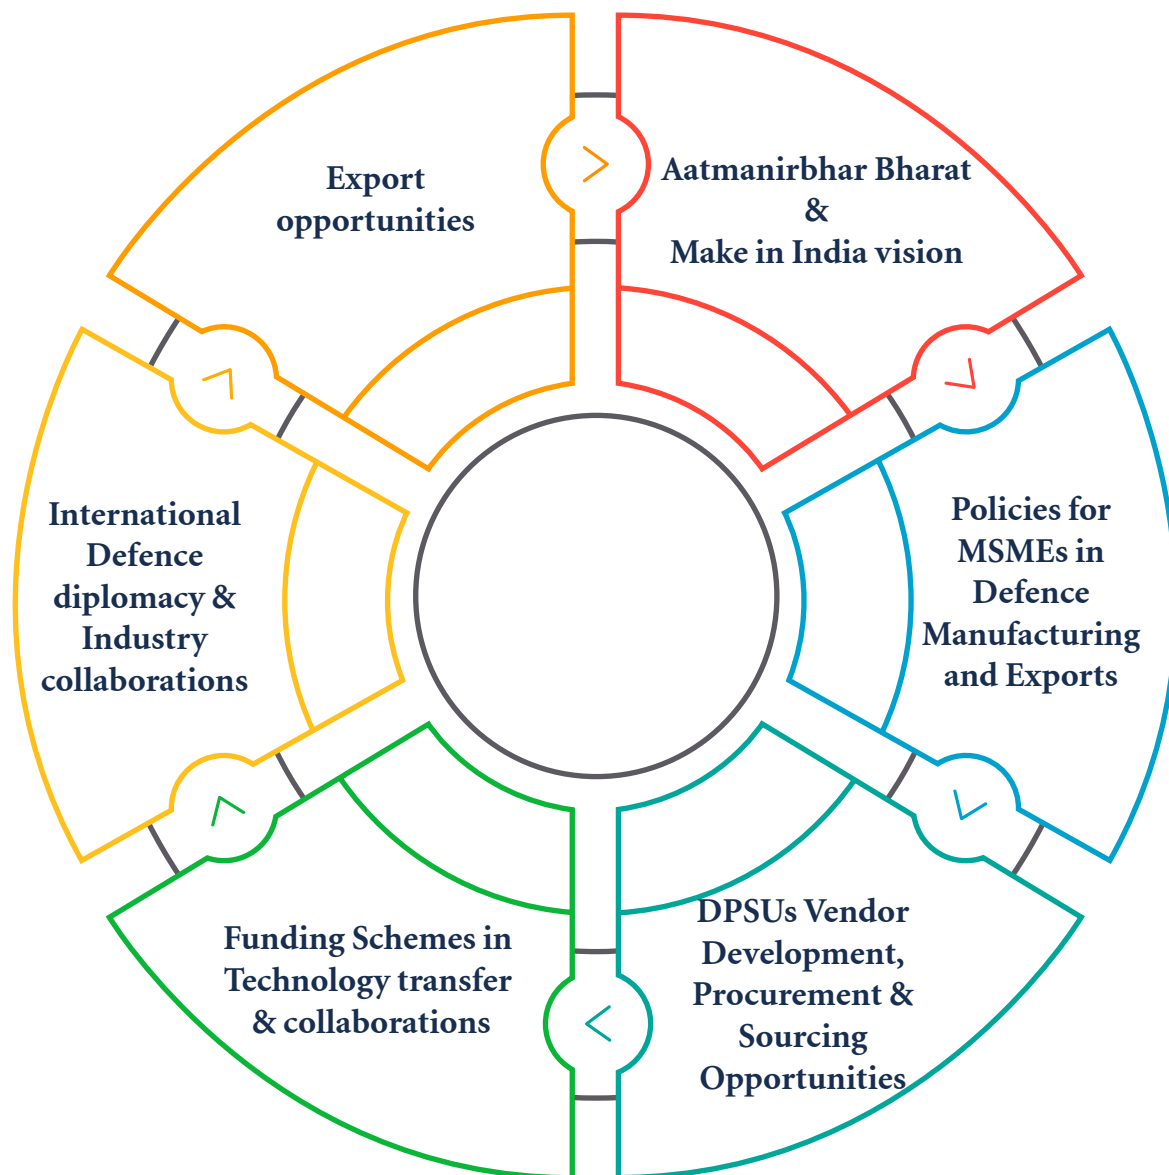 Export
opportunities
Aatmanirbhar Bharat
&
Make in India vision
Policies for
MSMEs in
Defence
Manufacturing
and Exports
DPSUs Vendor
Development,
Procurement &
Sourcing
Opportunities
Funding Schemes in
Technology transfer
& collaborations
International
Defence
diplomacy &
Industry
collaborations